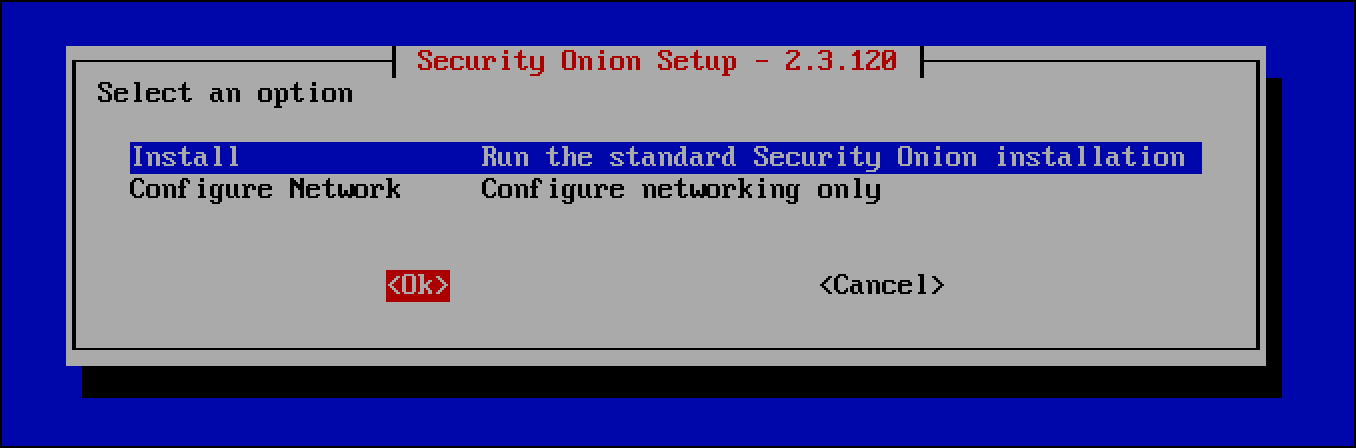 Security Onion Setup - 2.3.120
Select an option
Install Run the standard Security Onion installation
Configure Network Configure networking only
<Ok> <Cancel>